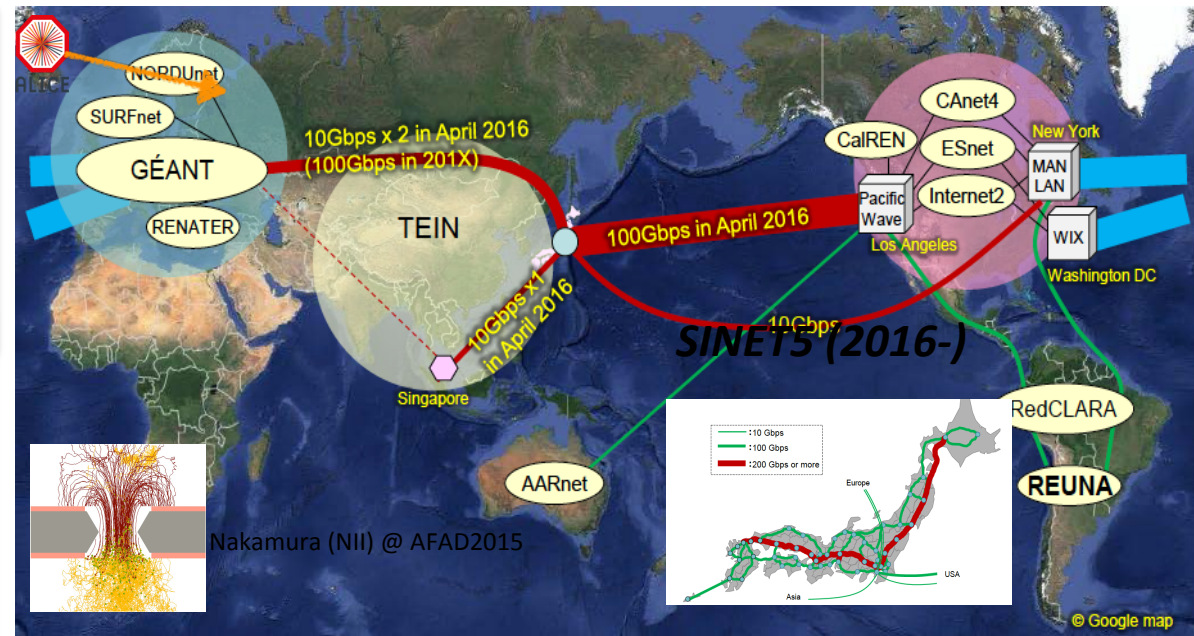 ALICE
NORDUnet
SURFnet
GÉANT
RENATER
10Gbps x 2 in April 2016
(100Gbps in 201X)
TEIN
10Gbps x1
in April 2016
Singapore
100Gbps in April 2016
10Gbps
SINET5 (2016-)
CAnet4
CalREN
ESnet
Internet2
New York
MAN
LAN
Pacific
Wave
Los Angeles
WIX
Washington DC
AARnet
RedCLARA
REUNA
:10 Gbps
:100 Gbps
:200 Gbps or more
Europe
USA
Asia
Nakamura (NII) @ AFAD2015
© Google map